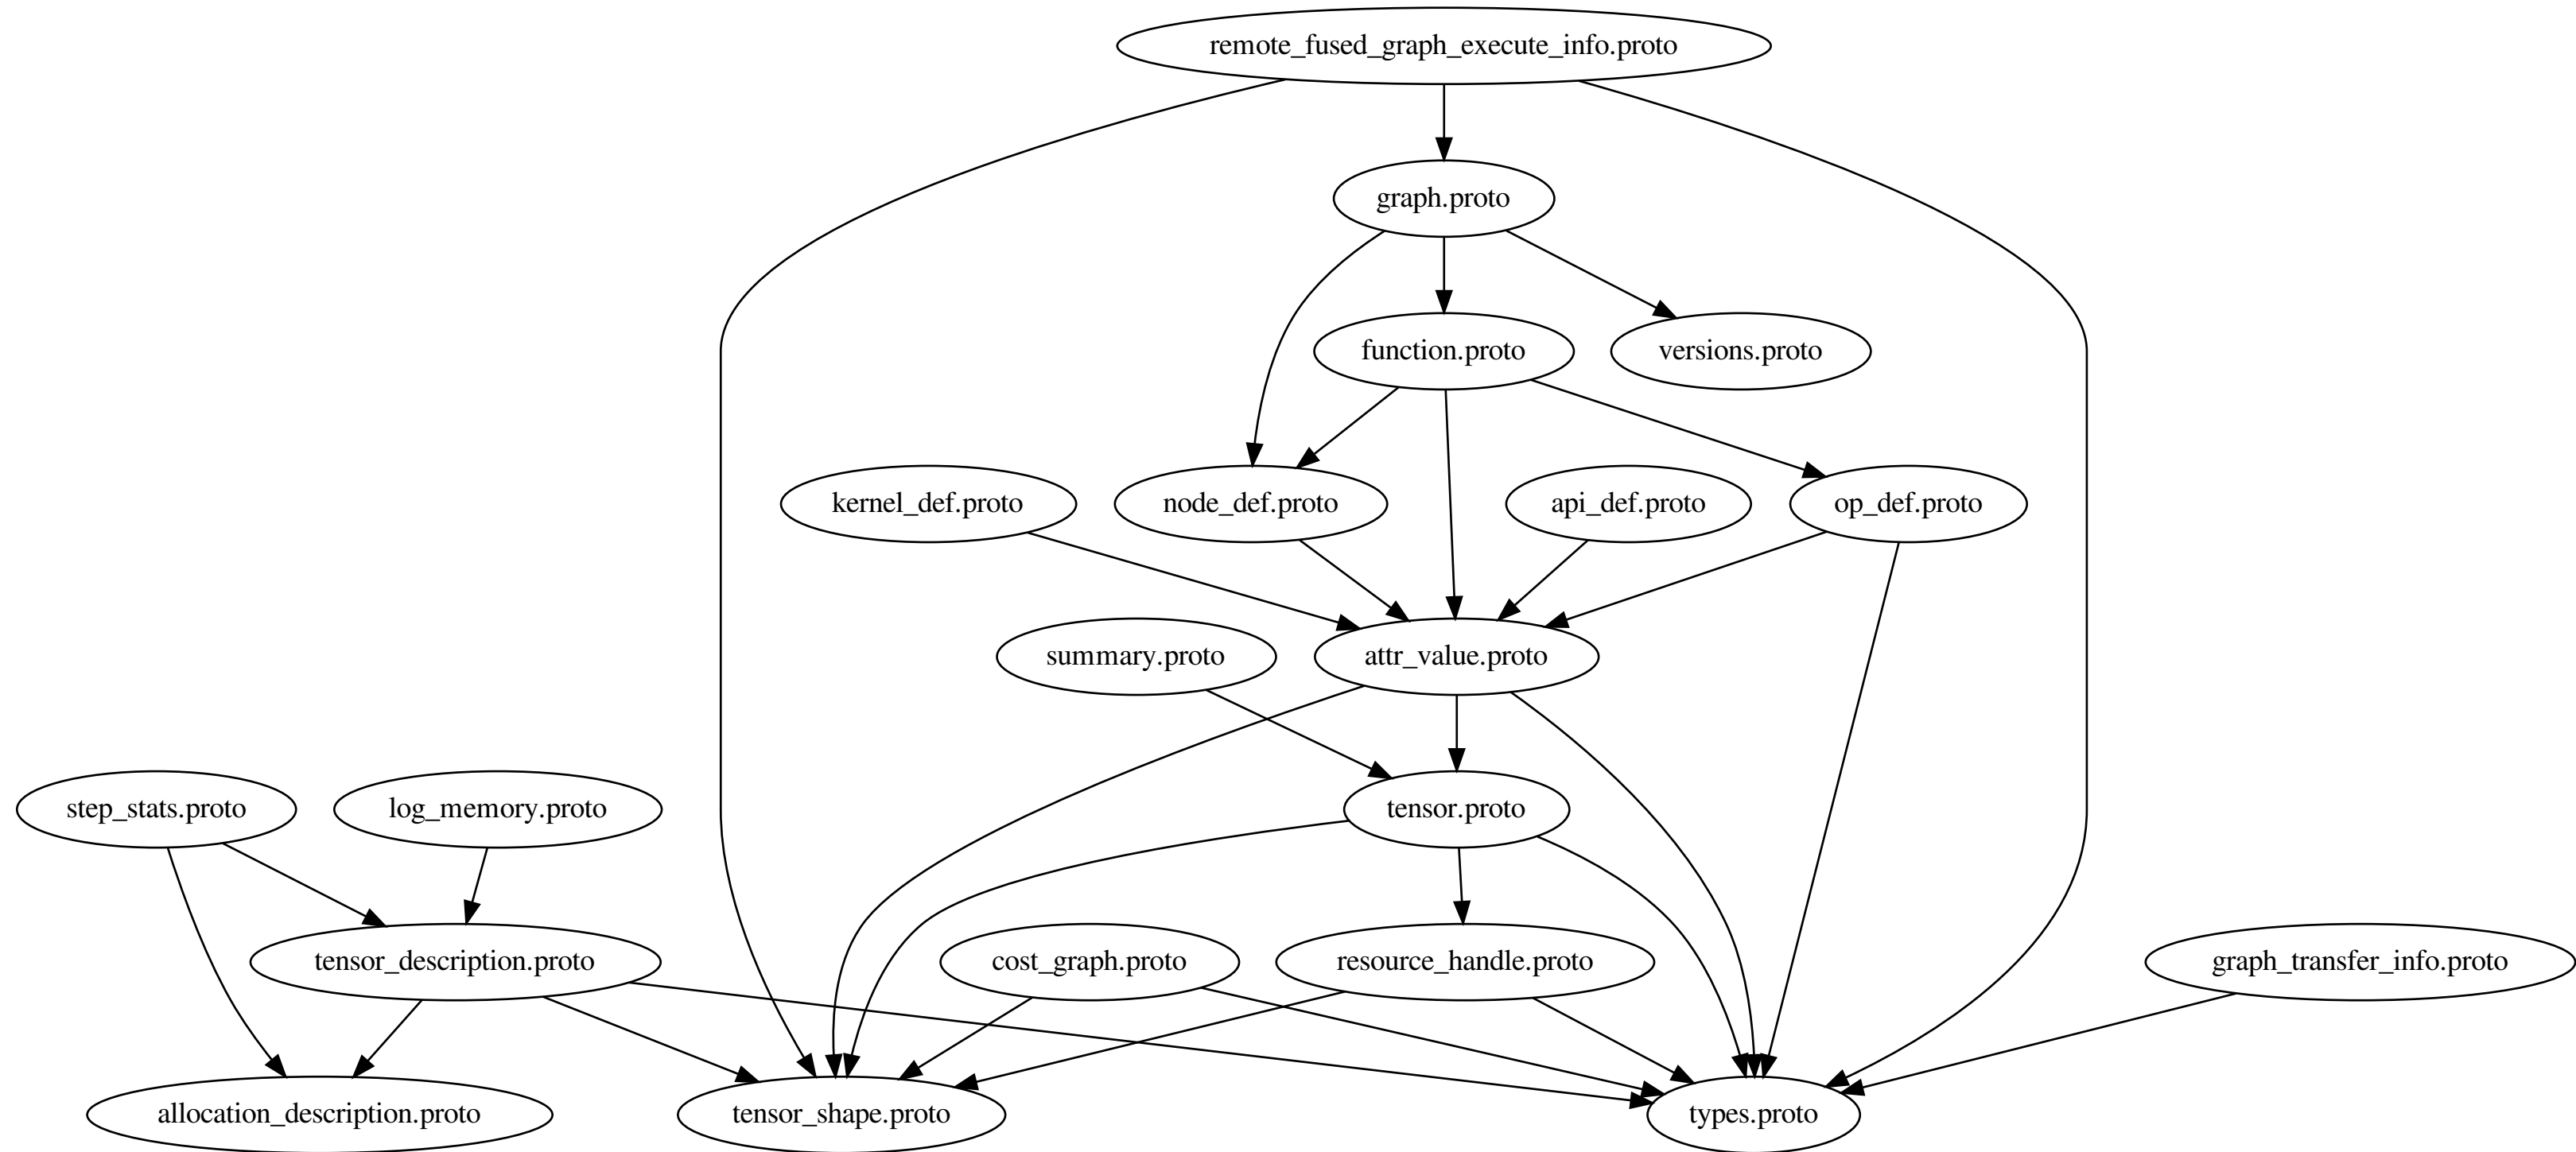 remote_fused_graph_execute_info.proto
graph.proto
function.proto
versions.proto
kernel_def.proto
node_def.proto
api_def.proto
op_def.proto
summary.proto
attr_value.proto
step_stats.proto
log_memory.proto
tensor.proto
tensor_description.proto
cost_graph.proto
resource_handle.proto
graph_transfer_info.proto
allocation_description.proto
tensor_shape.proto
types.proto